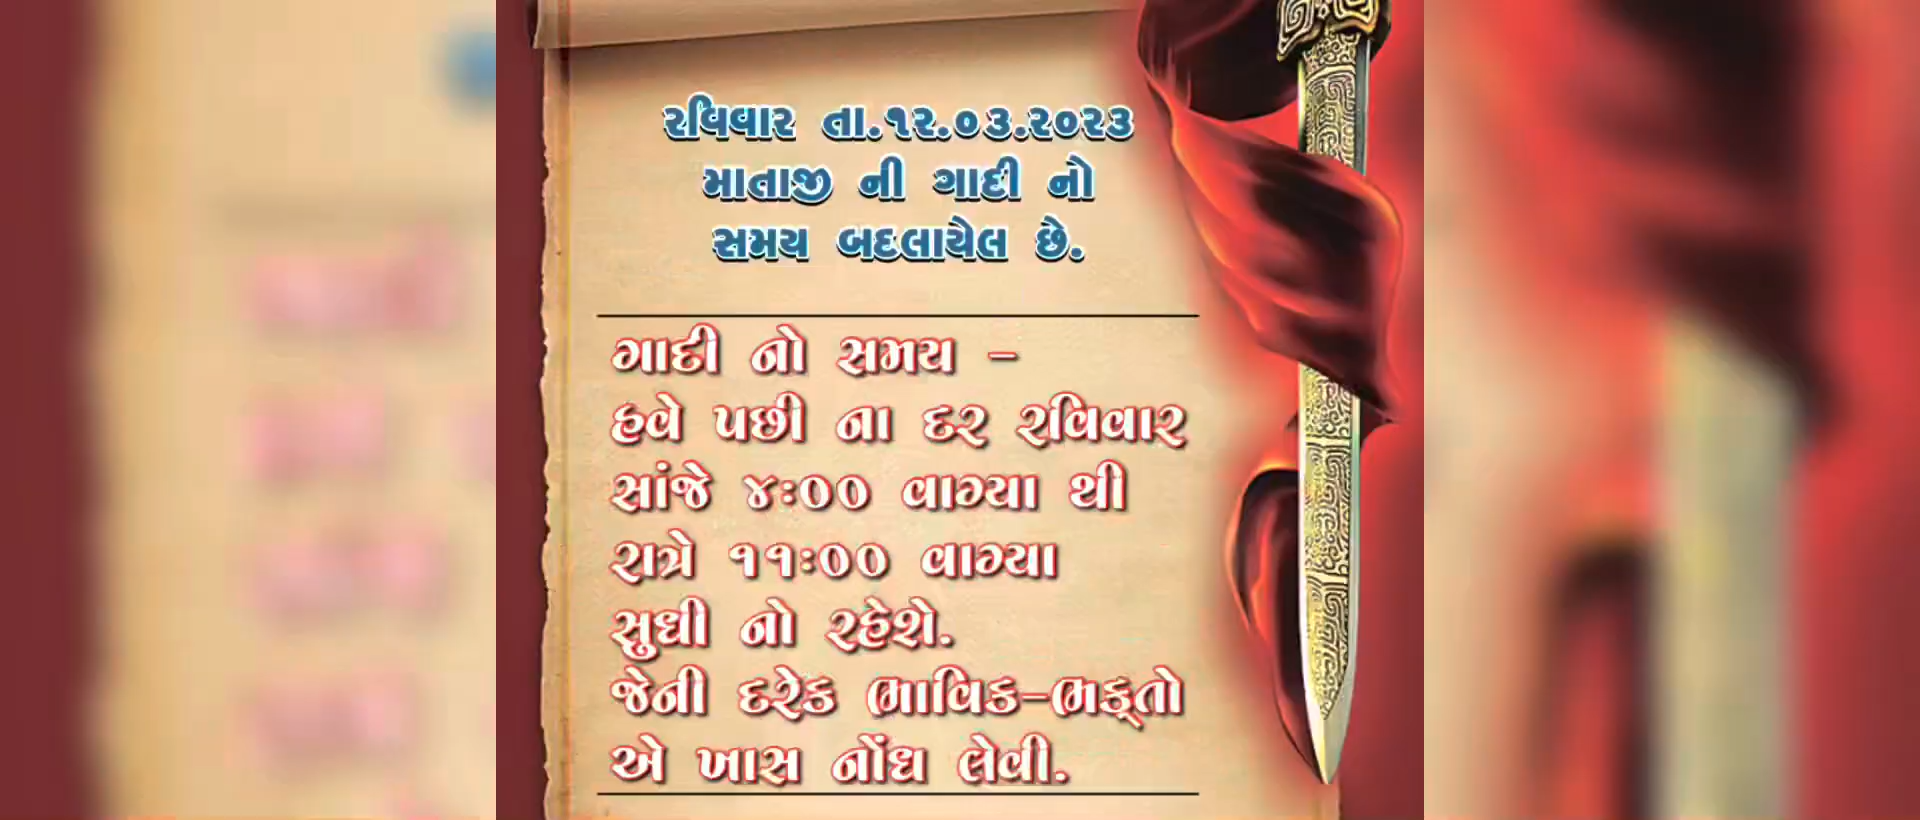 રવિવાર તા.૧૨.૦૩.૨૦૨૩
માતાજી ની ગાદી નો
સમય બદલાયેલ છે.
ગાદી નો સમય –
હવે પછી ના દર રવિવાર
સાંજે ૪:૦૦ વાગ્યા થી
રાત્રે ૧૧:૦૦ વાગ્યા
સુધી નો રહેશે.
જેની દરેક ભાવિક–ભક્તો
એ ખાસ નોંધ લેવી.